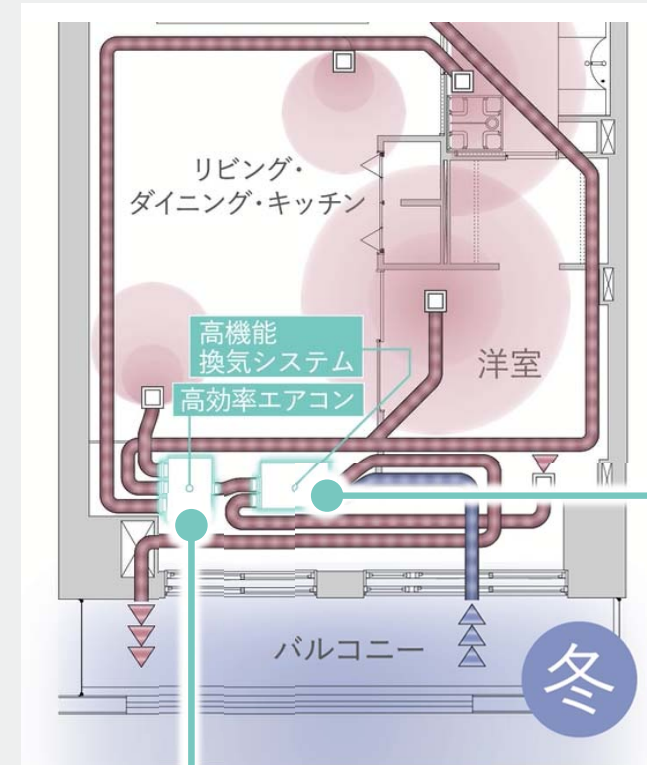 リビング・
ダイニング・キッチン
高機能
換気システム
高効率エアコン
洋室
バルコニー
冬